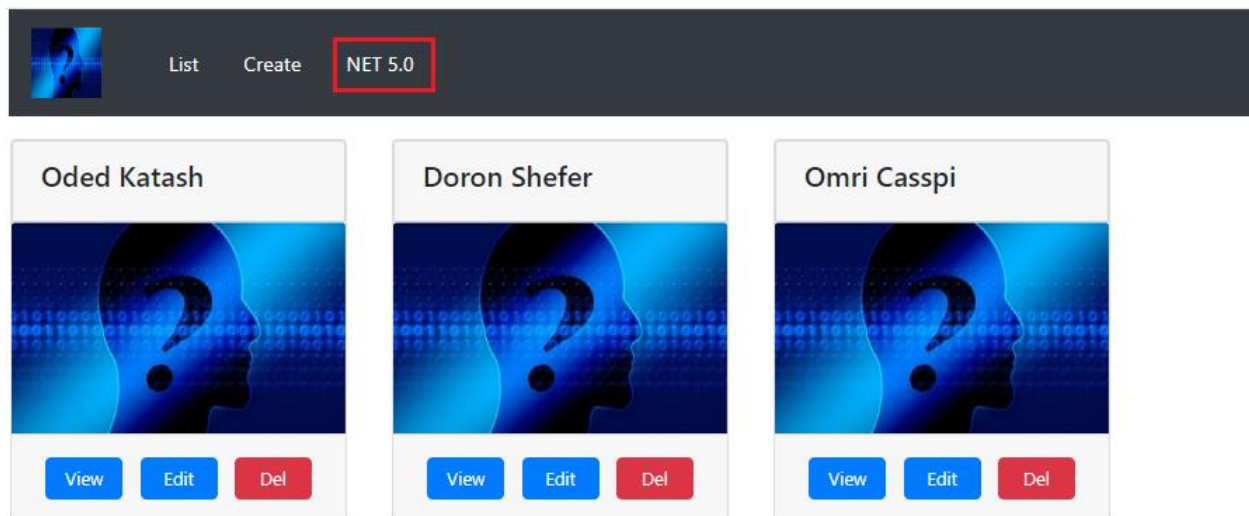 List Create NET 5.0
Oded Katash Doron Shefer Omri Casspi
View Edit Del View Edit Del View Edit Del